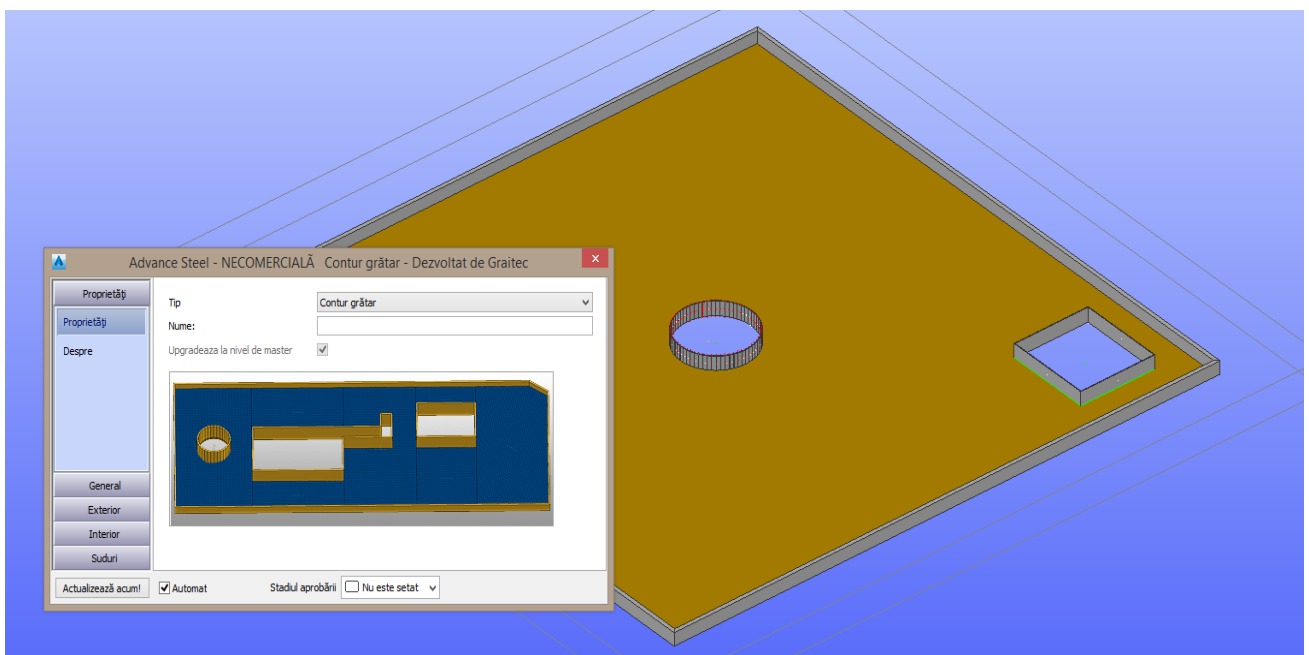 Advance Steel - NECOMERCIALĂ Contur grătar - Dezvoltat de Graitec
Proprietăți
Proprietăți
Despre
General
Exterior
Interior
Suduri
Tip
Contur grătar
Nume:
Upgradeaza la nivel de master
Actualizează acum!
Automat
Stadiul aprobării
Nu este setat